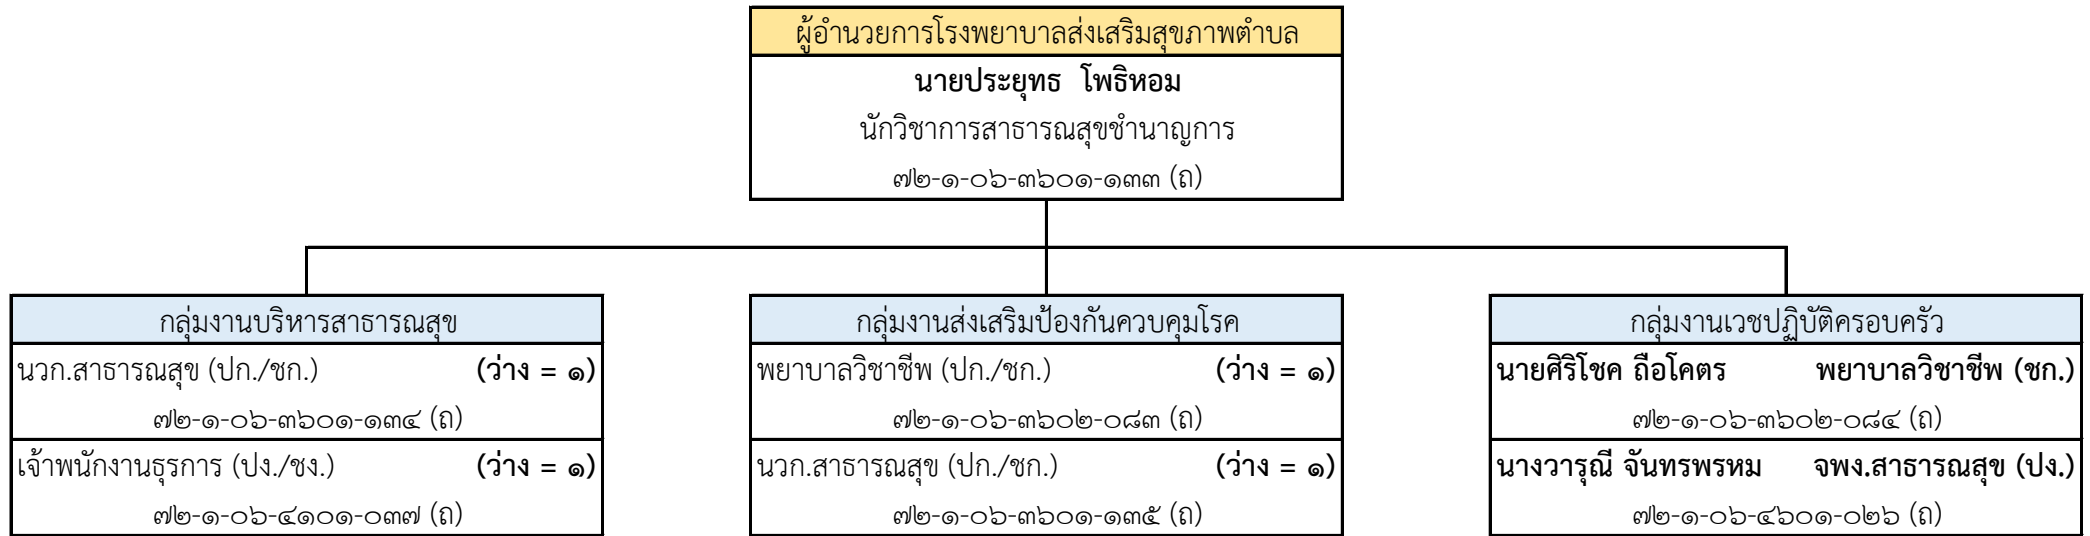 ผู้อำนวยการโรงพยาบาลส่งเสริมสุขภาพตำบล
นายประยุทธ โพธิหอม
นักวิชาการสาธารณสุขชำนาญการ
๗๒-๑-๐๖-๓๖๐๑-๑๓๓ (ถ)
กลุ่มงานบริหารสาธารณสุข
นวก.สาธารณสุข (ปก./ชก.) (ว่าง = ๑)
๗๒-๑-๐๖-๓๖๐๑-๑๓๔ (ถ)
เจ้าพนักงานธุรการ (ปง./ชง.) (ว่าง = ๑)
๗๒-๑-๐๖-๔๑๐๑-๐๓๗ (ถ)
กลุ่มงานส่งเสริมป้องกันควบคุมโรค
พยาบาลวิชาชีพ (ปก./ชก.) (ว่าง = ๑)
๗๒-๑-๐๖-๓๖๐๒-๐๘๓ (ถ)
นวก.สาธารณสุข (ปก./ชก.) (ว่าง = ๑)
๗๒-๑-๐๖-๓๖๐๑-๑๓๕ (ถ)
กลุ่มงานเวชปฏิบัติครอบครัว
นายศิริโชค ถือโคตร พยาบาลวิชาชีพ (ชก.)
๗๒-๑-๐๖-๓๖๐๒-๐๘๔ (ถ)
นางวารุณี จันทรพรหม จพง.สาธารณสุข (ปง.)
๗๒-๑-๐๖-๔๖๐๑-๐๒๖ (ถ)